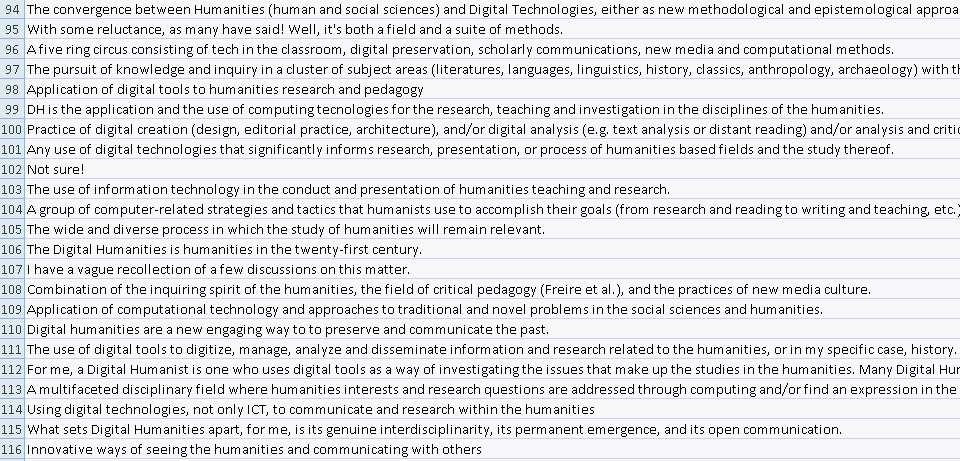 94 The convergence between Humanities (human and social sciences) and Digital Technologies, either as new methodological and epistemological approa
95 With some reluctance, as many have said! Well, it's both a field and a suite of methods.
96 A five ring circus consisting of tech in the classroom, digital preservation, scholarly communications, new media and computational methods.
97 The pursuit of knowledge and inquiry in a cluster of subject areas (literatures, languages, linguistics, history, classics, anthropology, archaeology) with th
98 Application of digital tools to humanities research and pedagogy
99 DH is the application and the use of computing tecnologies for the research, teaching and investigation in the disciplines of the humanities.
100 Practice of digital creation (design, editorial practice, architecture), and/or digital analysis (e.g. text analysis or distant reading) and/or analysis and critic
101 Any use of digital technologies that significantly informs research, presentation, or process of humanities based fields and the study thereof.
102 Not sure!
103 The use of information technology in the conduct and presentation of humanities teaching and research.
104 A group of computer-related strategies and tactics that humanists use to accomplish their goals (from research and reading to writing and teaching, etc.)
105 The wide and diverse process in which the study of humanities will remain relevant.
106 The Digital Humanities is humanities in the twenty-first century.
107 I have a vague recollection of a few discussions on this matter.
108 Combination of the inquiring spirit of the humanities, the field of critical pedagogy (Freire et al.), and the practices of new media culture.
109 Application of computational technology and approaches to traditional and novel problems in the social sciences and humanities.
110 Digital humanities are a new engaging way to to preserve and communicate the past.
111 The use of digital tools to digitize, manage, analyze and disseminate information and research related to the humanities, or in my specific case, history.
112 For me, a Digital Humanist is one who uses digital tools as a way of investigating the issues that make up the studies in the humanities. Many Digital Hur
113 A multifaceted disciplinary field where humanities interests and research questions are addressed through computing and/or find an expression in the
114 Using digital technologies, not only ICT, to communicate and research within the humanities
115 What sets Digital Humanities apart, for me, is its genuine interdisciplinarity, its permanent emergence, and its open communication.
116 Innovative ways of seeing the humanities and communicating with others